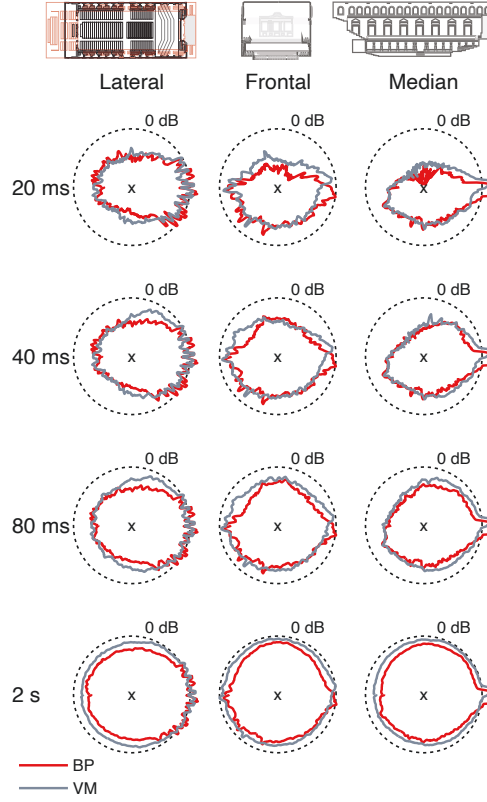 Lateral Frontal Median
0 dB 0 dB 0 dB
20 ms x x x
0 dB 0 dB 0 dB
40 ms x x x
0 dB 0 dB 0 dB
80 ms x x x
0 dB 0 dB 0 dB
2 s x x x
BP
VM